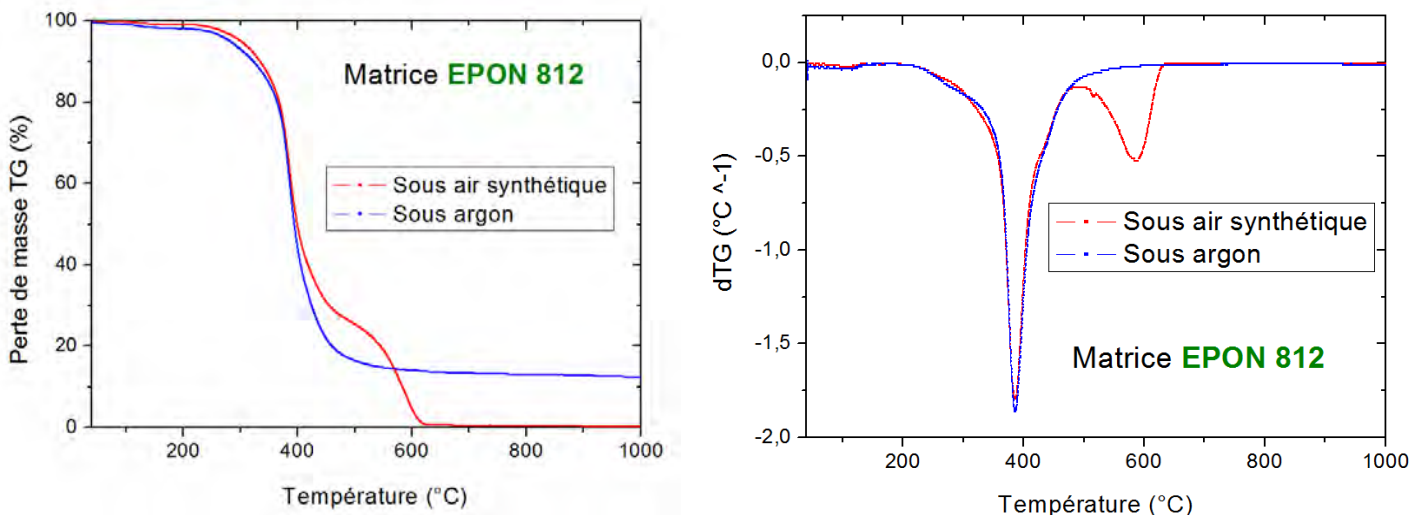 100
80
60
40
20
0
Perte de masse TG (%)
Matrice EPON 812
Sous air synthétique
Sous argon
200
400
600
800
1000
Température (°C)
0,0
-0,5
-1,0
-1,5
-2,0
dTG (°C ^-1)
Sous air synthétique
Sous argon
Matrice EPON 812
200
400
600
800
1000
Température (°C)